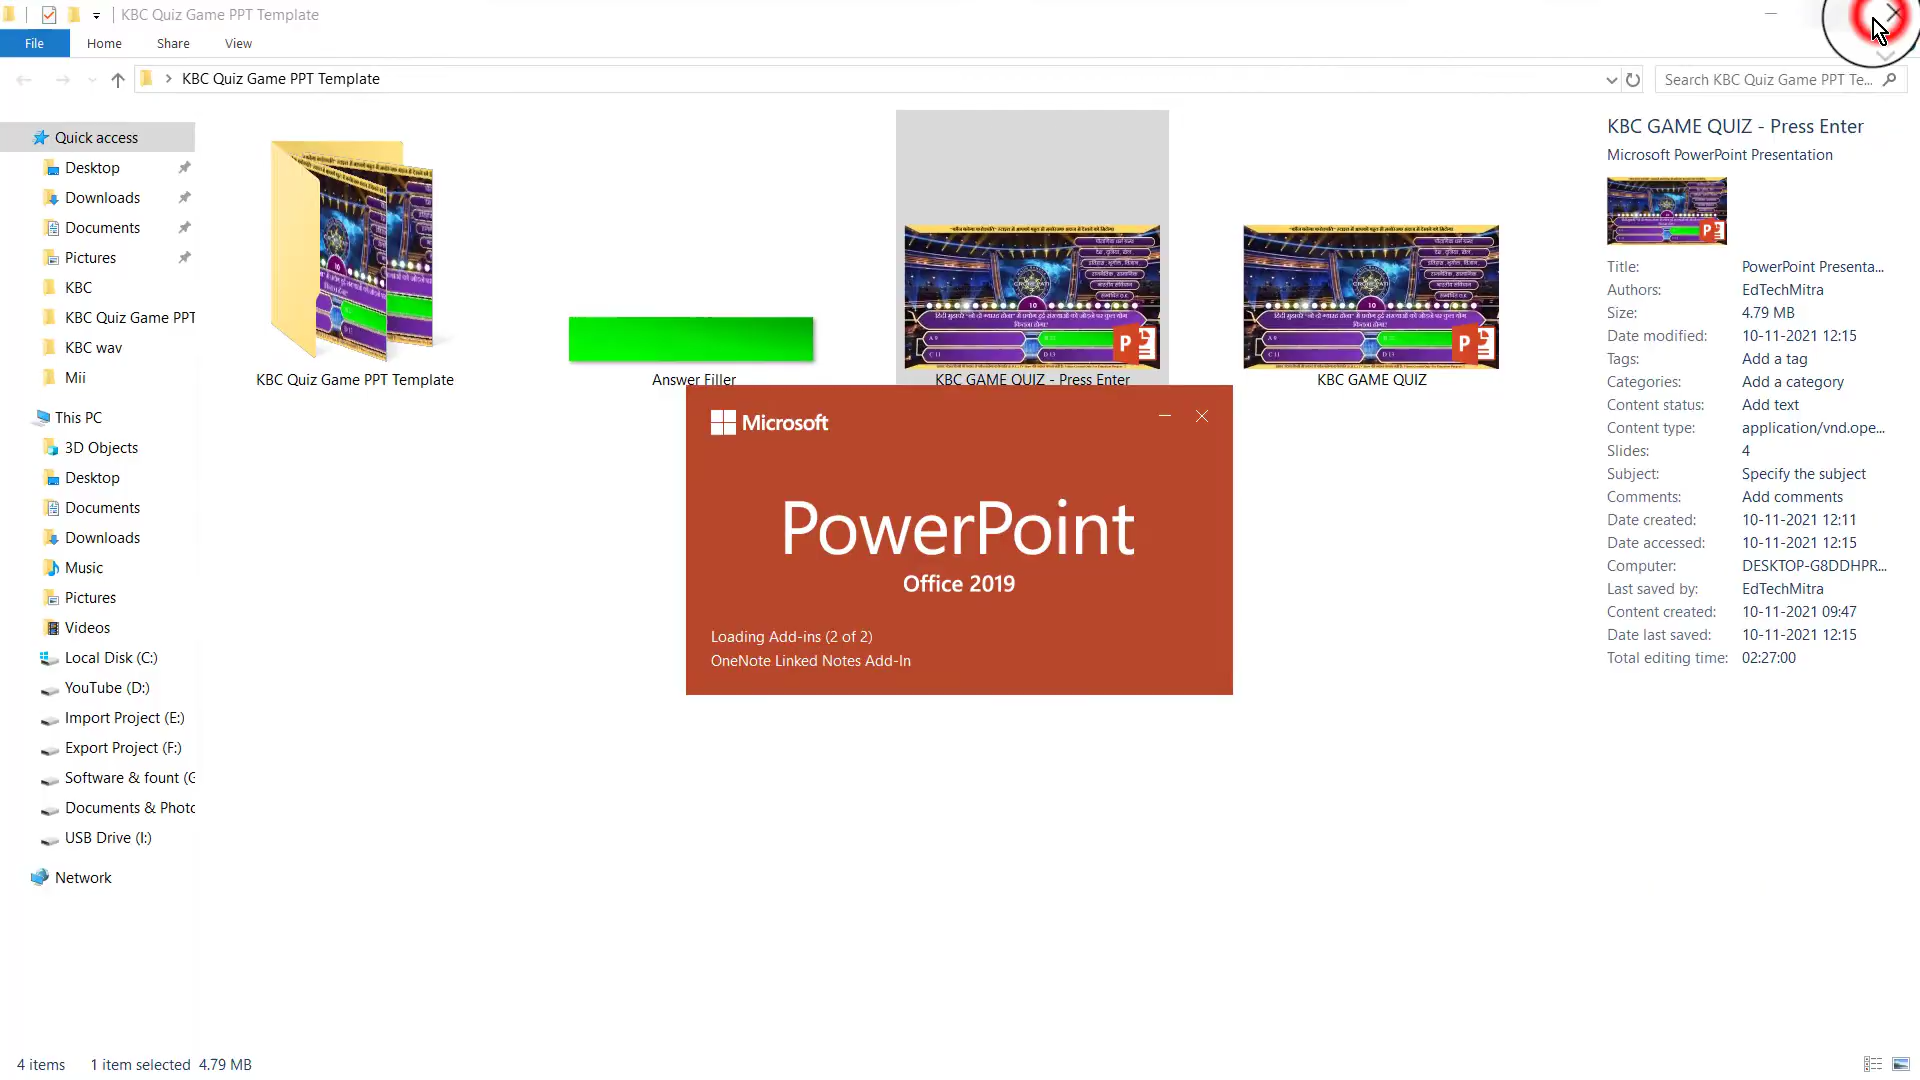 KBC Quiz Game PPT Template
File Home Share View
KBC Quiz Game PPT Template
Search KBC Quiz Game PPT Te...
Quick access
Desktop
Downloads
Documents
Pictures
KBC
KBC Quiz Game PPT
KBC wav
Mii
This PC
3D Objects
Desktop
Documents
Downloads
Music
Pictures
Videos
Local Disk (C:)
YouTube (D:)
Import Project (E:)
Export Project (F:)
Software & fount (G
Documents & Photo
USB Drive (I:)
Network
KBC Quiz Game PPT Template
Answer Filler
KBC GAME QUIZ - Press Enter
KBC GAME QUIZ
Microsoft
PowerPoint
Office 2019
Loading Add-ins (2 of 2)
OneNote Linked Notes Add-In
KBC GAME QUIZ - Press Enter
Microsoft PowerPoint Presentation
Title: PowerPoint Presenta...
Authors: EdTechMitra
Size: 4.79 MB
Date modified: 10-11-2021 12:15
Tags: Add a tag
Categories: Add a category
Content status: Add text
Content type: application/vnd.ope...
Slides: 4
Subject: Specify the subject
Comments: Add comments
Date created: 10-11-2021 12:11
Date accessed: 10-11-2021 12:15
Computer: DESKTOP-G8DDHPR...
Last saved by: EdTechMitra
Content created: 10-11-2021 09:47
Date last saved: 10-11-2021 12:15
Total editing time: 02:27:00
4 items 1 item selected 4.79 MB